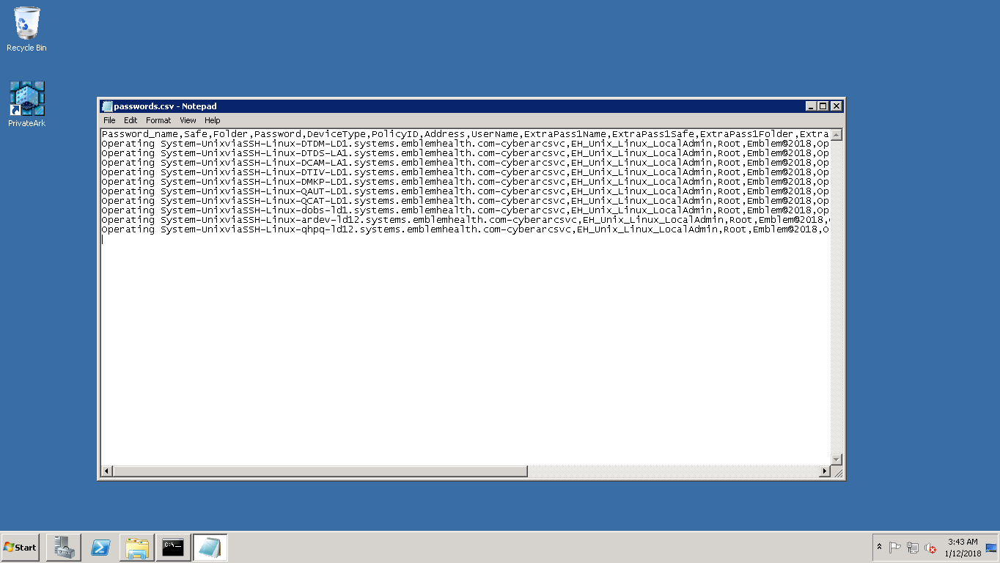 Recycle Bin
PrivateArk
passwords.csv - Notepad
File Edit Format View Help
Password_name,Safe,Folder,Password,DeviceType,PolicyID,Address,UserName,ExtraPass1Name,ExtraPass1Safe,ExtraPass1Folder,Extra
Operating System-UnixviaSSH-Linux-DTDM-LD1.systems.emblemhealth.com-cyberarcsvc,EH_Unix_Linux_LocalAdmin,Root,Emblem@2018,Op
Operating System-UnixviaSSH-Linux-DTDS-LA1.systems.emblemhealth.com-cyberarcsvc,EH_Unix_Linux_LocalAdmin,Root,Emblem@2018,Op
Operating System-UnixviaSSH-Linux-DCAM-LA1.systems.emblemhealth.com-cyberarcsvc,EH_Unix_Linux_LocalAdmin,Root,Emblem@2018,Op
Operating System-UnixviaSSH-Linux-DTIV-LD1.systems.emblemhealth.com-cyberarcsvc,EH_Unix_Linux_LocalAdmin,Root,Emblem@2018,Op
Operating System-UnixviaSSH-Linux-DMKP-LD1.systems.emblemhealth.com-cyberarcsvc,EH_Unix_Linux_LocalAdmin,Root,Emblem@2018,Op
Operating System-UnixviaSSH-Linux-QAUT-LD1.systems.emblemhealth.com-cyberarcsvc,EH_Unix_Linux_LocalAdmin,Root,Emblem@2018,Op
Operating System-UnixviaSSH-Linux-QCAT-LD1.systems.emblemhealth.com-cyberarcsvc,EH_Unix_Linux_LocalAdmin,Root,Emblem@2018,Op
Operating System-UnixviaSSH-Linux-dobs-ld1.systems.emblemhealth.com-cyberarcsvc,EH_Unix_Linux_LocalAdmin,Root,Emblem@2018,Op
Operating System-UnixviaSSH-Linux-ardev-ld12.systems.emblemhealth.com-cyberarcsvc,EH_Unix_Linux_LocalAdmin,Root,Emblem@2018,
Operating System-UnixviaSSH-Linux-qhpq-ld12.systems.emblemhealth.com-cyberarcsvc,EH_Unix_Linux_LocalAdmin,Root,Emblem@2018,O
Start
C:\
3:43 AM
1/12/2018